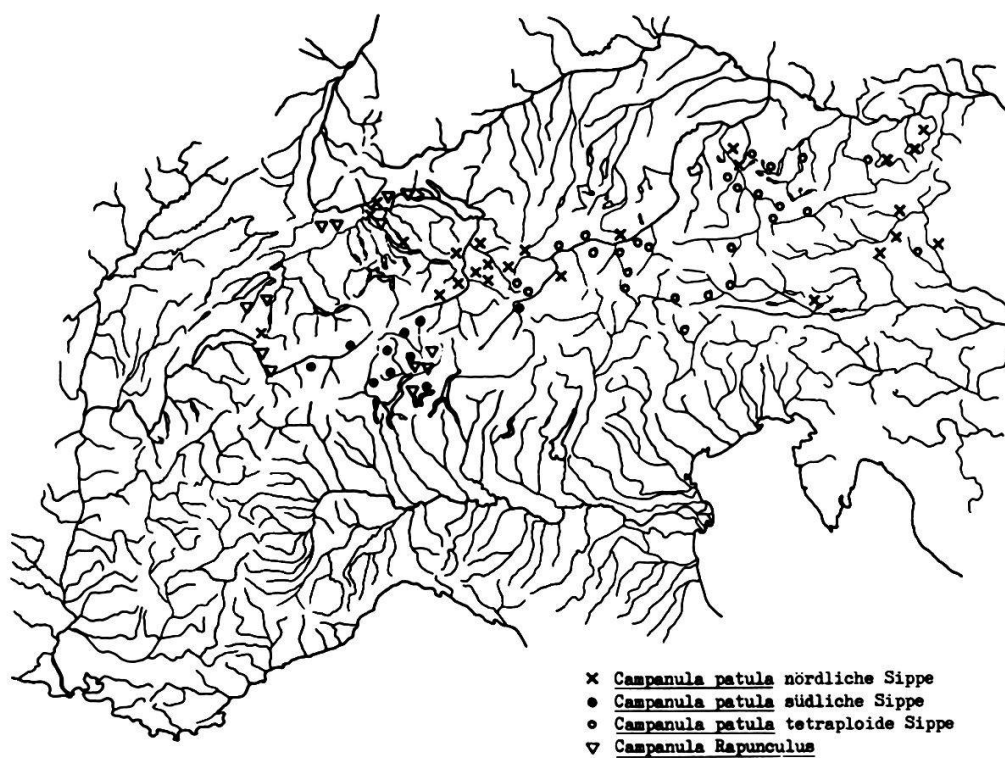 × Campanula patula nördliche Sippe
● Campanula patula südliche Sippe
○ Campanula patula tetraploide Sippe
▽ Campanula Rapunculus